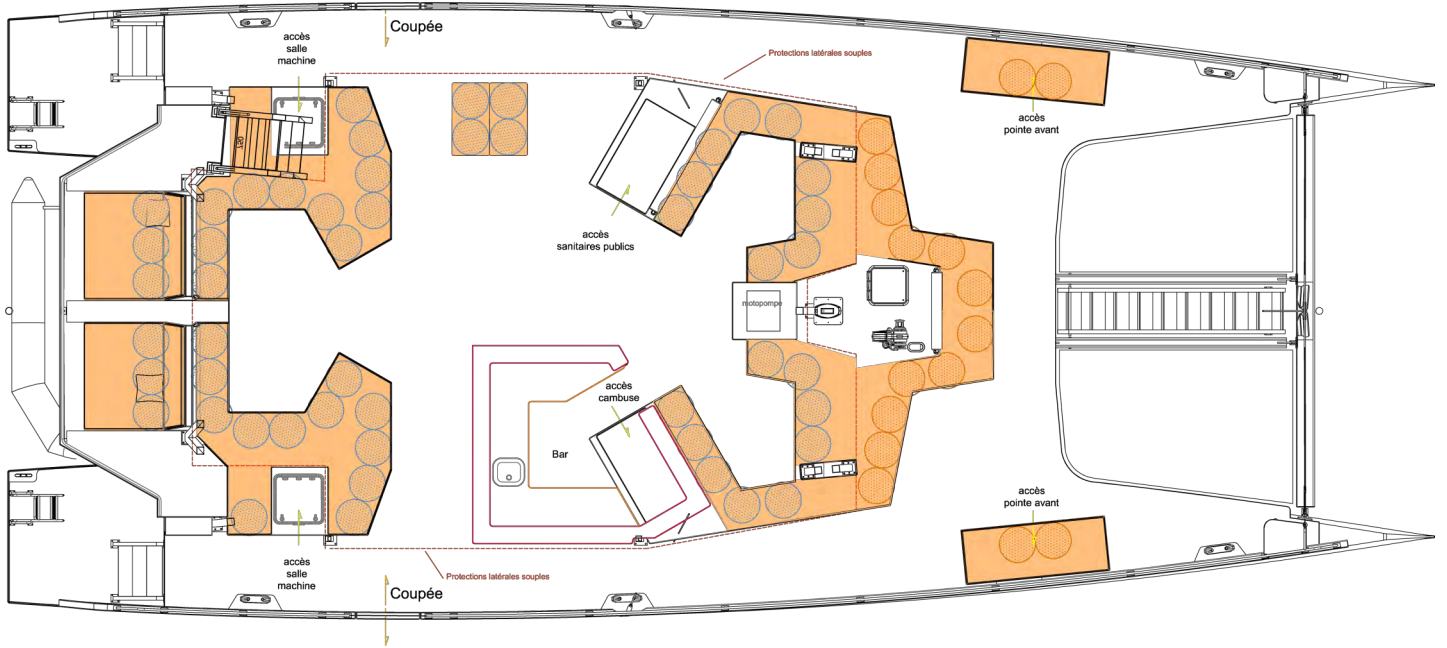 Coupée
accès
salle
machine
Protections latérales souples
accès
pointe avant
120
accès
sanitaires publics
motopompe
accès
cambuse
Bar
accès
pointe avant
accès
salle
machine
Protections latérales souples
Coupée